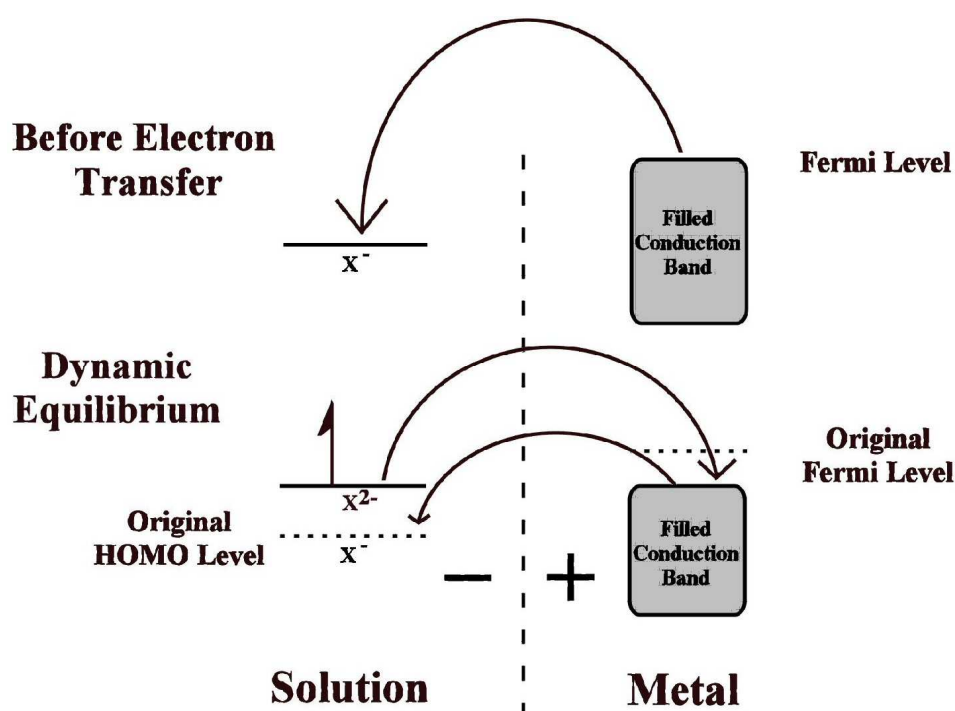 Before Electron
Transfer
Fermi Level
Filled
Conduction
Band
X⁻
Dynamic
Equilibrium
Original
Fermi Level
X²⁻
Original
HOMO Level
X⁻
Filled
Conduction
Band
− +
Solution
Metal